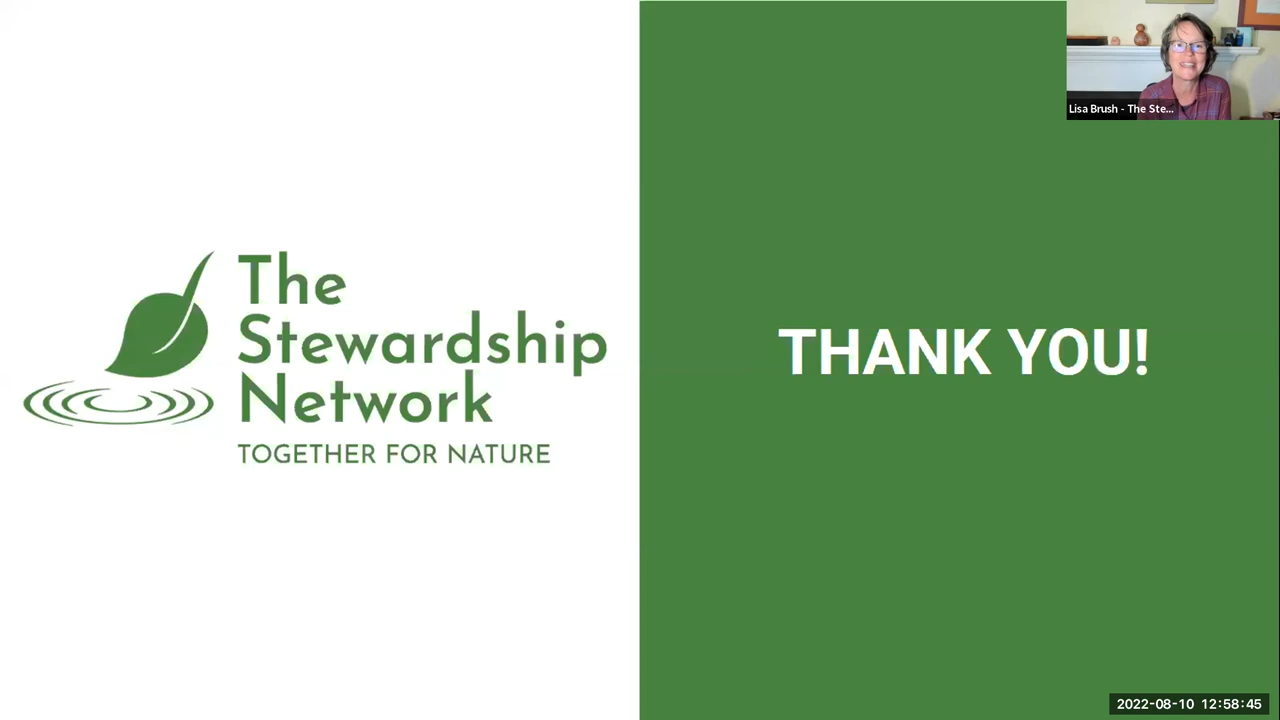 Lisa Brush - The Ste...
The
Stewardship
Network
TOGETHER FOR NATURE
THANK YOU!
2022-08-10 12:58:45